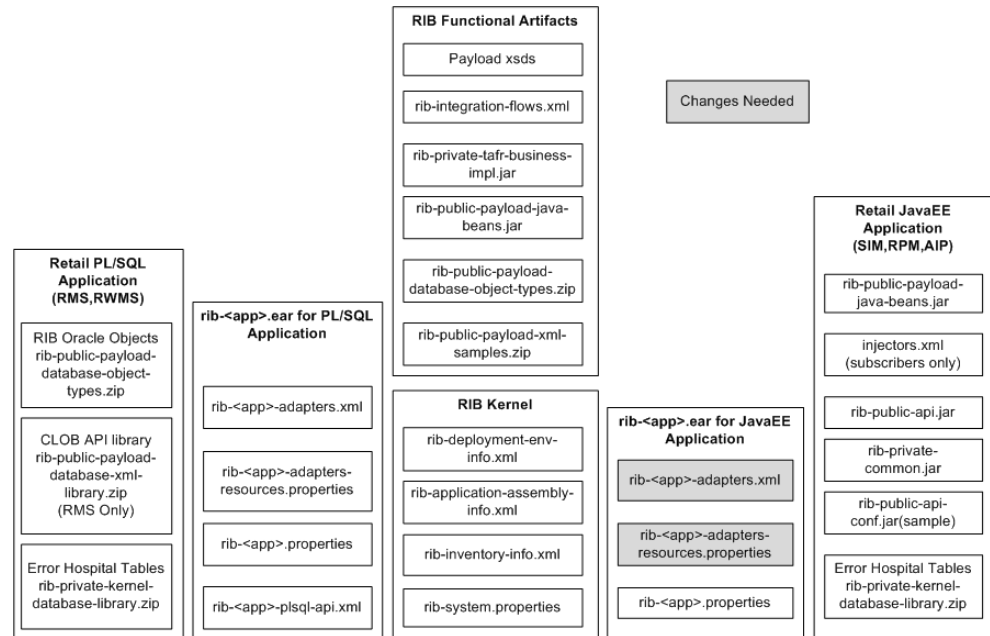 RIB Functional Artifacts
Payload xsds
rib-integration-flows.xml
rib-private-tafr-business-
impl.jar
rib-public-payload-java-
beans.jar
rib-public-payload-
database-object-types.zip
rib-public-payload-xml-
samples.zip
Changes Needed
Retail PL/SQL
Application
(RMS,RWMS)
RIB Oracle Objects
rib-public-payload-
database-object-
types.zip
CLOB API library
rib-public-payload-
database-xml-
library.zip
(RMS Only)
Error Hospital Tables
rib-private-kernel-
database-library.zip
rib-<app>.ear for PL/SQL
Application
rib-<app>-adapters.xml
rib-<app>-adapters-
resources.properties
rib-<app>.properties
rib-<app>-plsql-api.xml
RIB Kernel
rib-deployment-env-
info.xml
rib-application-assembly-
info.xml
rib-inventory-info.xml
rib-system.properties
rib-<app>.ear for JavaEE
Application
rib-<app>-adapters.xml
rib-<app>-adapters-
resources.properties
rib-<app>.properties
Retail JavaEE
Application
(SIM,RPM,AIP)
rib-public-payload-
java-beans.jar
injectors.xml
(subscribers only)
rib-public-api.jar
rib-private-
common.jar
rib-public-api-
conf.jar(sample)
Error Hospital Tables
rib-private-kernel-
database-library.zip